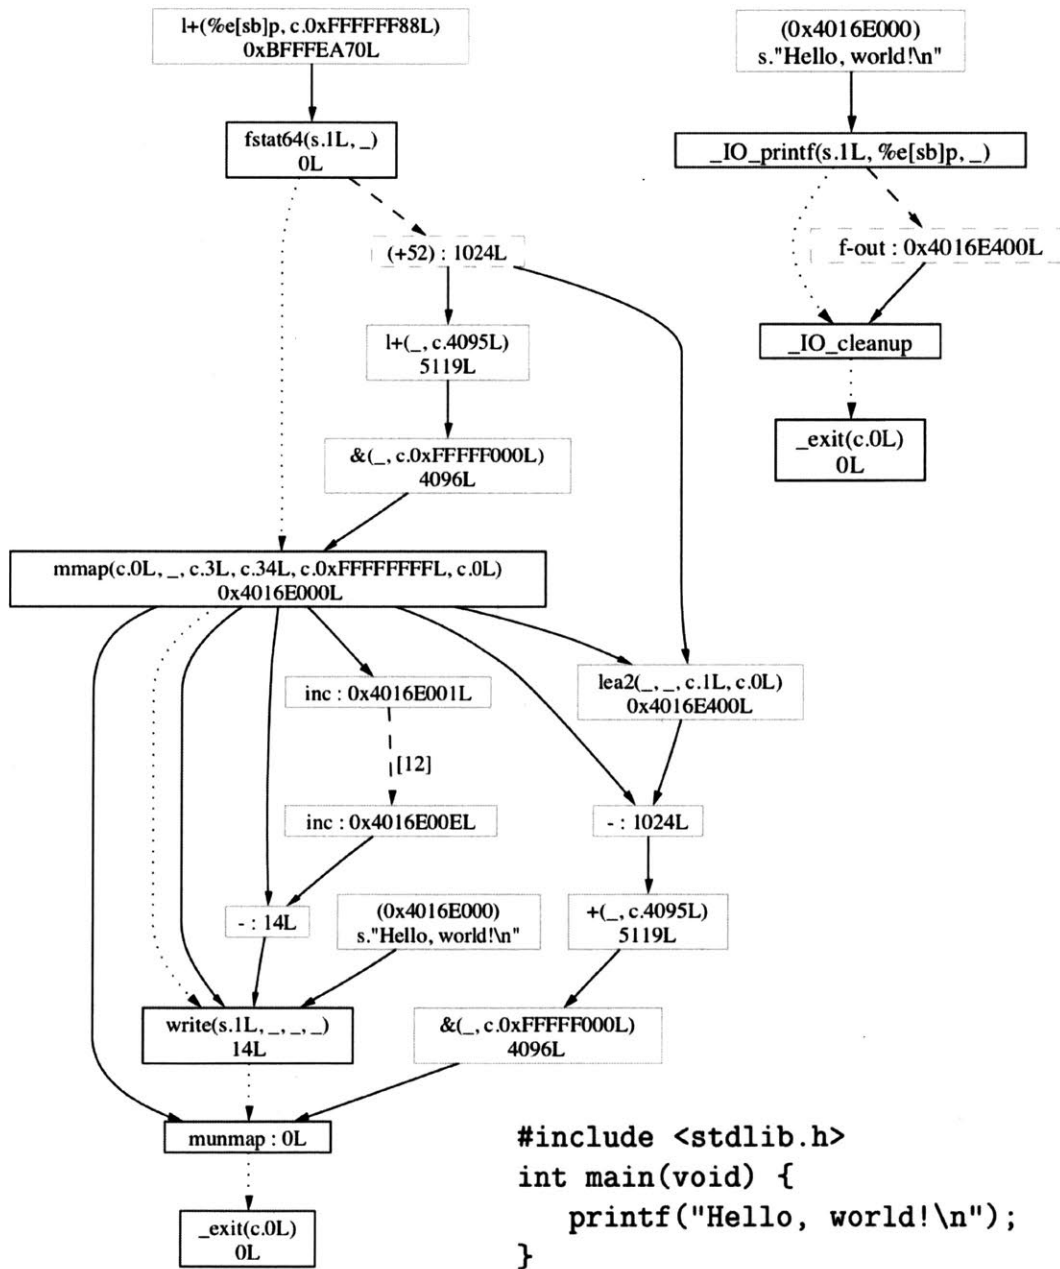 l+(%e[sb]p, c.0xFFFFFF88L)
0xBFFFEA70L
fstat64(s.1L, _)
0L
(+52) : 1024L
l+(_, c.4095L)
5119L
&(_, c.0xFFFFF000L)
4096L
mmap(c.0L, _, c.3L, c.34L, c.0xFFFFFFFFL, c.0L)
0x4016E000L
inc : 0x4016E001L
[12]
inc : 0x4016E00EL
lea2(_, _, c.1L, c.0L)
0x4016E400L
- : 1024L
- : 14L
(0x4016E000)
s."Hello, world!\n"
+(_, c.4095L)
5119L
write(s.1L, _, _, _)
14L
&(_, c.0xFFFFF000L)
4096L
munmap : 0L
_exit(c.0L)
0L
(0x4016E000)
s."Hello, world!\n"
_IO_printf(s.1L, %e[sb]p, _)
f-out : 0x4016E400L
_IO_cleanup
_exit(c.0L)
0L
#include <stdlib.h>
int main(void) {
printf("Hello, world!\n");
}